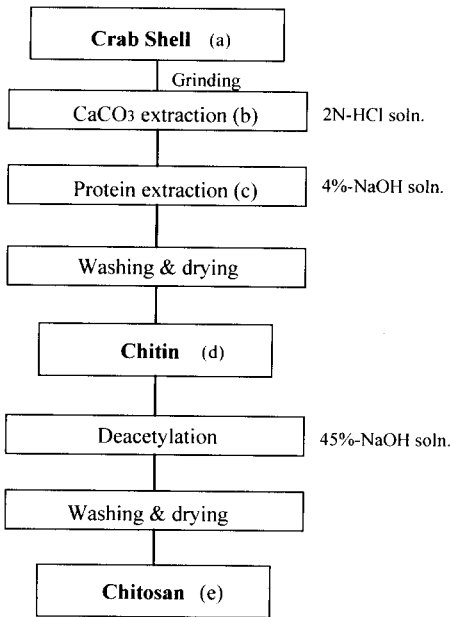 Crab Shell (a)
Grinding
CaCO3 extraction (b) 2N-HCl soln.
Protein extraction (c) 4%-NaOH soln.
Washing & drying
Chitin (d)
Deacetylation 45%-NaOH soln.
Washing & drying
Chitosan (e)